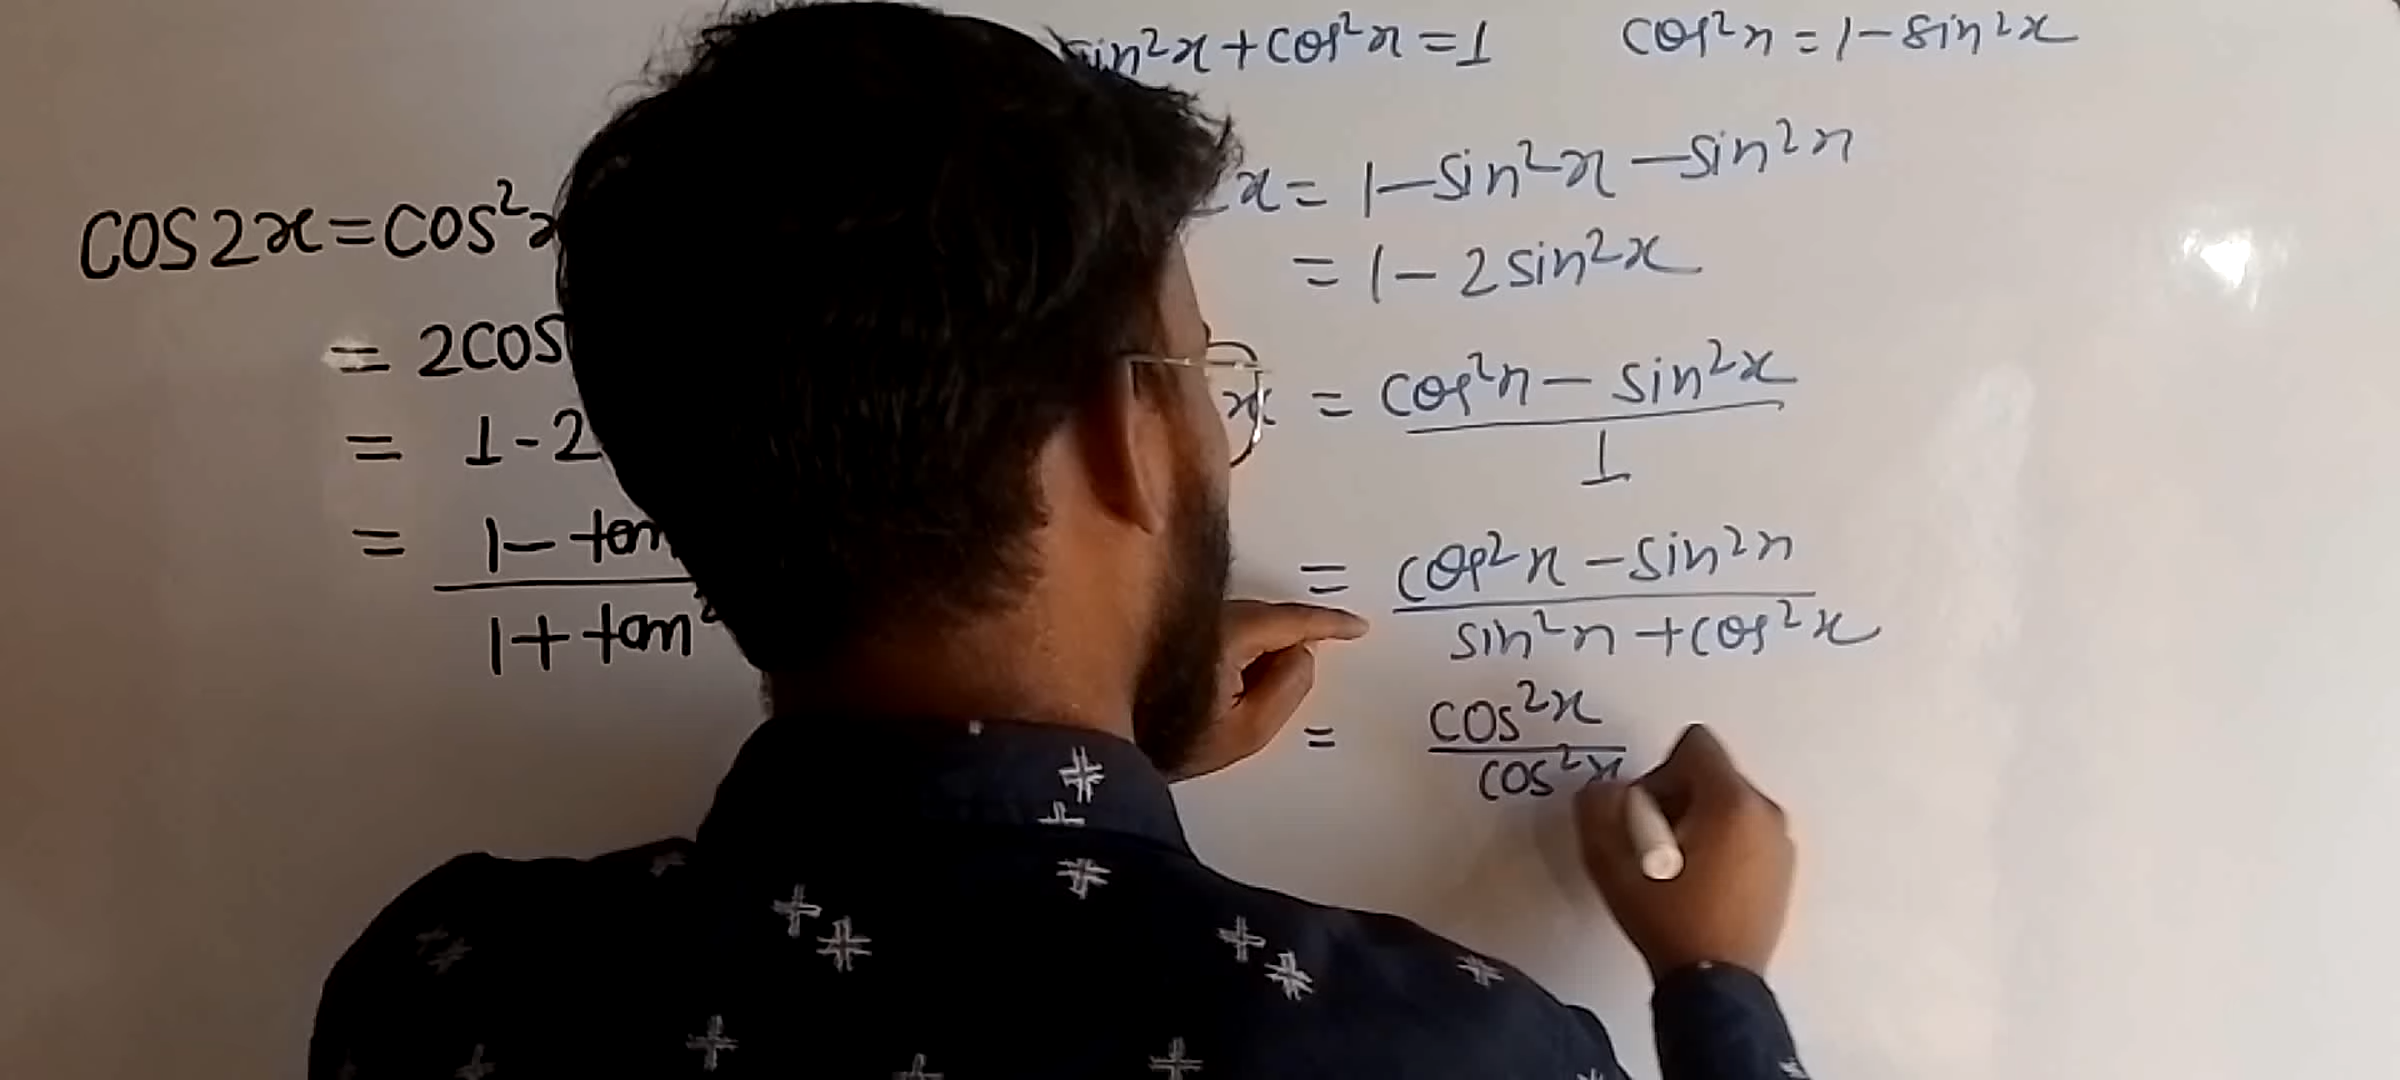 cos2x = cos²x
= 2cos
= 1-2
= 1-tan
1+tan²
sin²x + cos²x = 1
cos²x = 1-sin²x
2x = 1-sin²x - sin²x
= 1 - 2sin²x
x = cos²x - sin²x
1
= cos²x - sin²x
sin²x + cos²x
= cos²x
cos²x